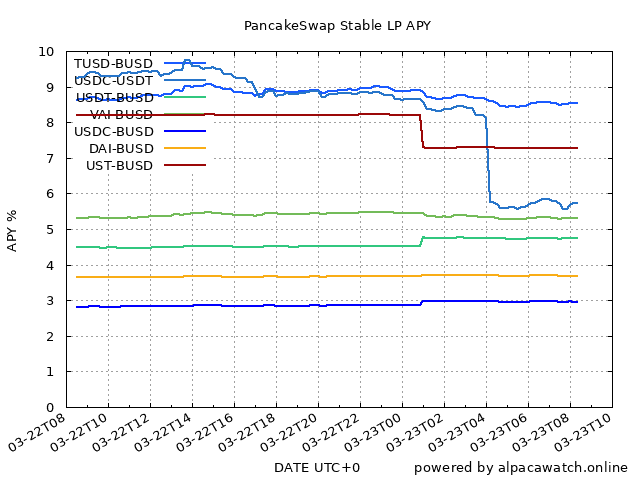 PancakeSwap Stable LP APY
10
9
8
7
6
5
4
3
2
1
0
APY %
TUSD-BUSD
USDC-USDT
USDT-BUSD
VAI-BUSD
USDC-BUSD
DAI-BUSD
UST-BUSD
03-22T08
03-22T10
03-22T12
03-22T14
03-22T16
03-22T18
03-22T20
03-22T22
03-23T00
03-23T02
03-23T04
03-23T06
03-23T08
03-23T10
DATE UTC+0
powered by alpacawatch.online